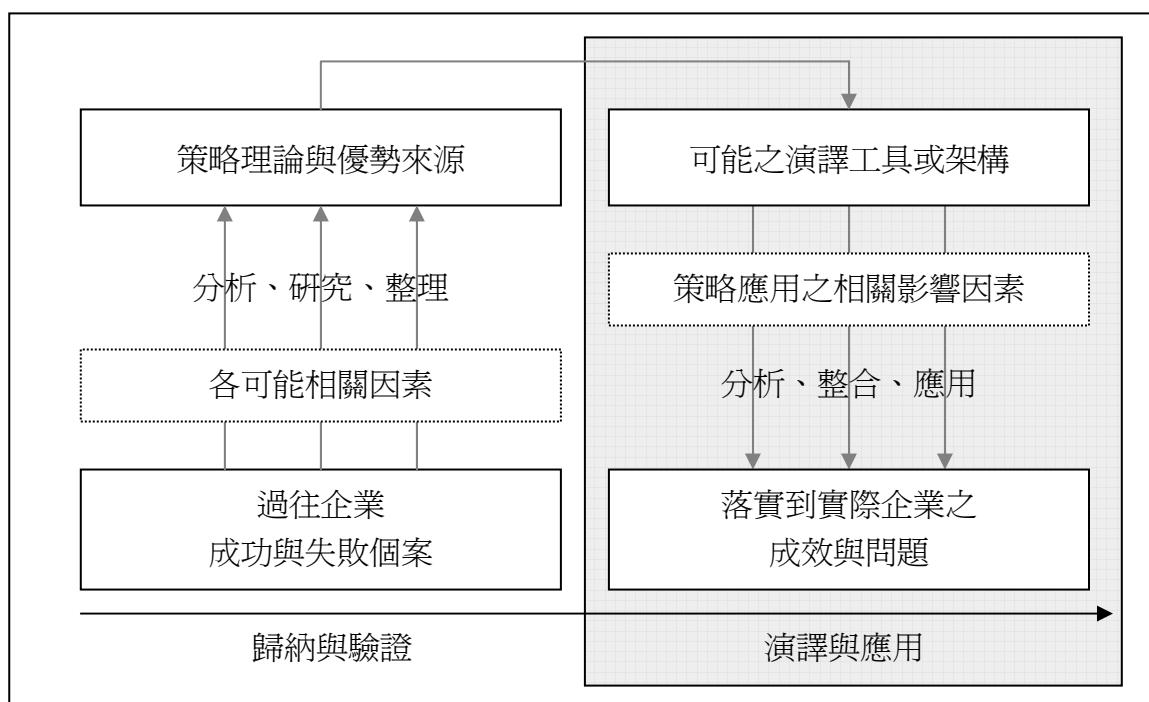 策略理論與優勢來源
分析、研究、整理
各可能相關因素
過往企業
成功與失敗個案
歸納與驗證
可能之演譯工具或架構
策略應用之相關影響因素
分析、整合、應用
落實到實際企業之
成效與問題
演譯與應用